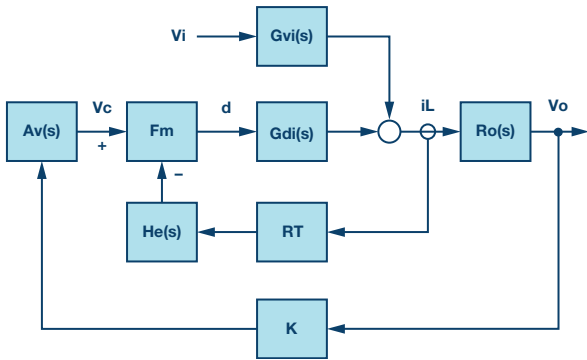 Vi
Gvi(s)
Av(s)
Vc
+
Fm
–
d
Gdi(s)
iL
Ro(s)
Vo
He(s)
RT
K